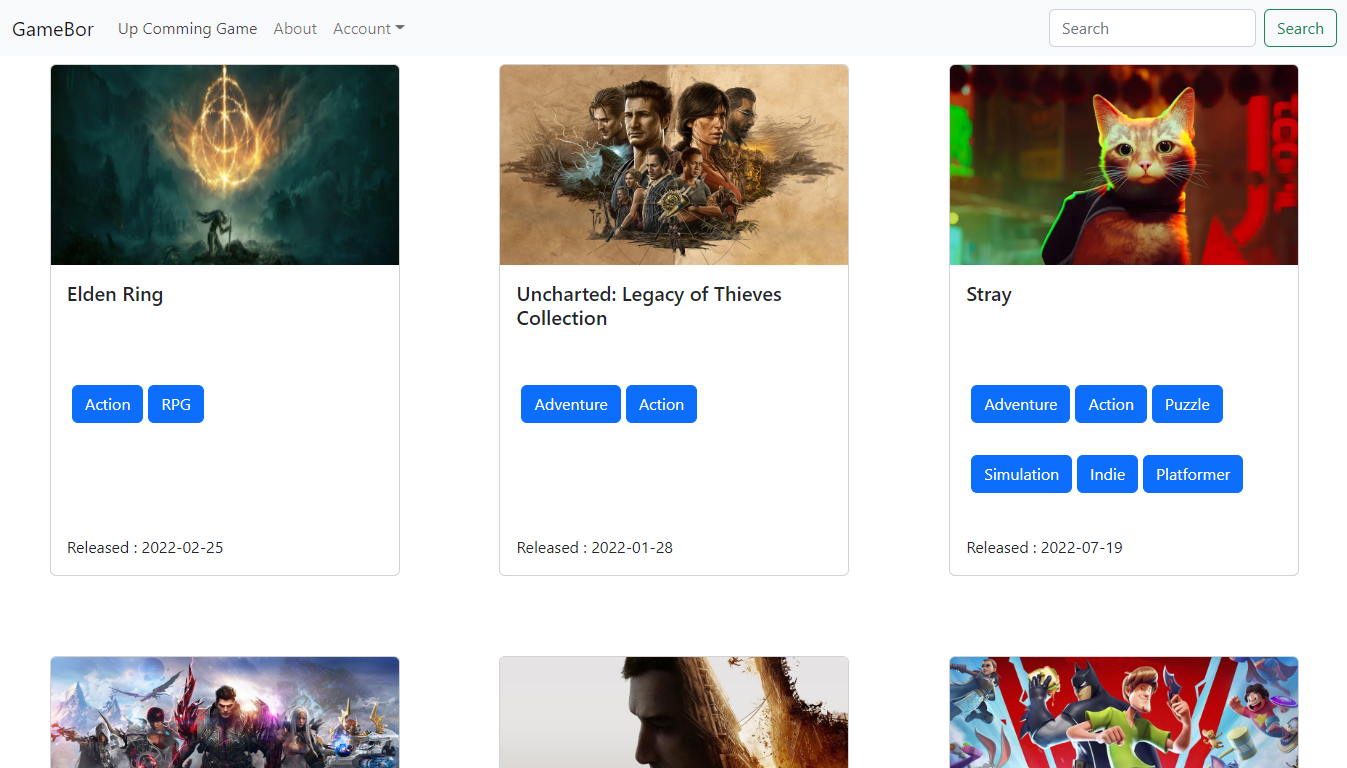 GameBor Up Comming Game About Account Search Search
Elden Ring
Action RPG
Released : 2022-02-25
Uncharted: Legacy of Thieves
Collection
Adventure Action
Released : 2022-01-28
Stray
Adventure Action Puzzle
Simulation Indie Platformer
Released : 2022-07-19